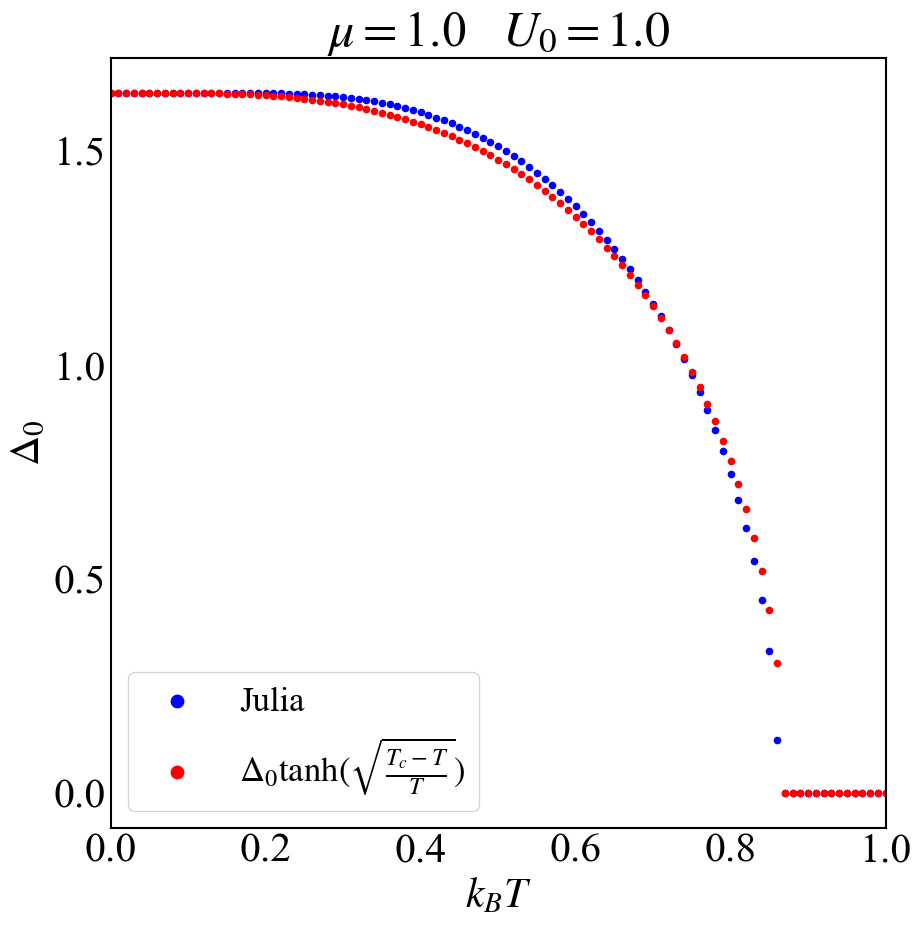 μ = 1.0 U₀ = 1.0
Δ₀
1.5
1.0
0.5
0.0
Julia
Δ₀tanh(√((T_c − T)/T))
0.0 0.2 0.4 0.6 0.8 1.0
k_B T